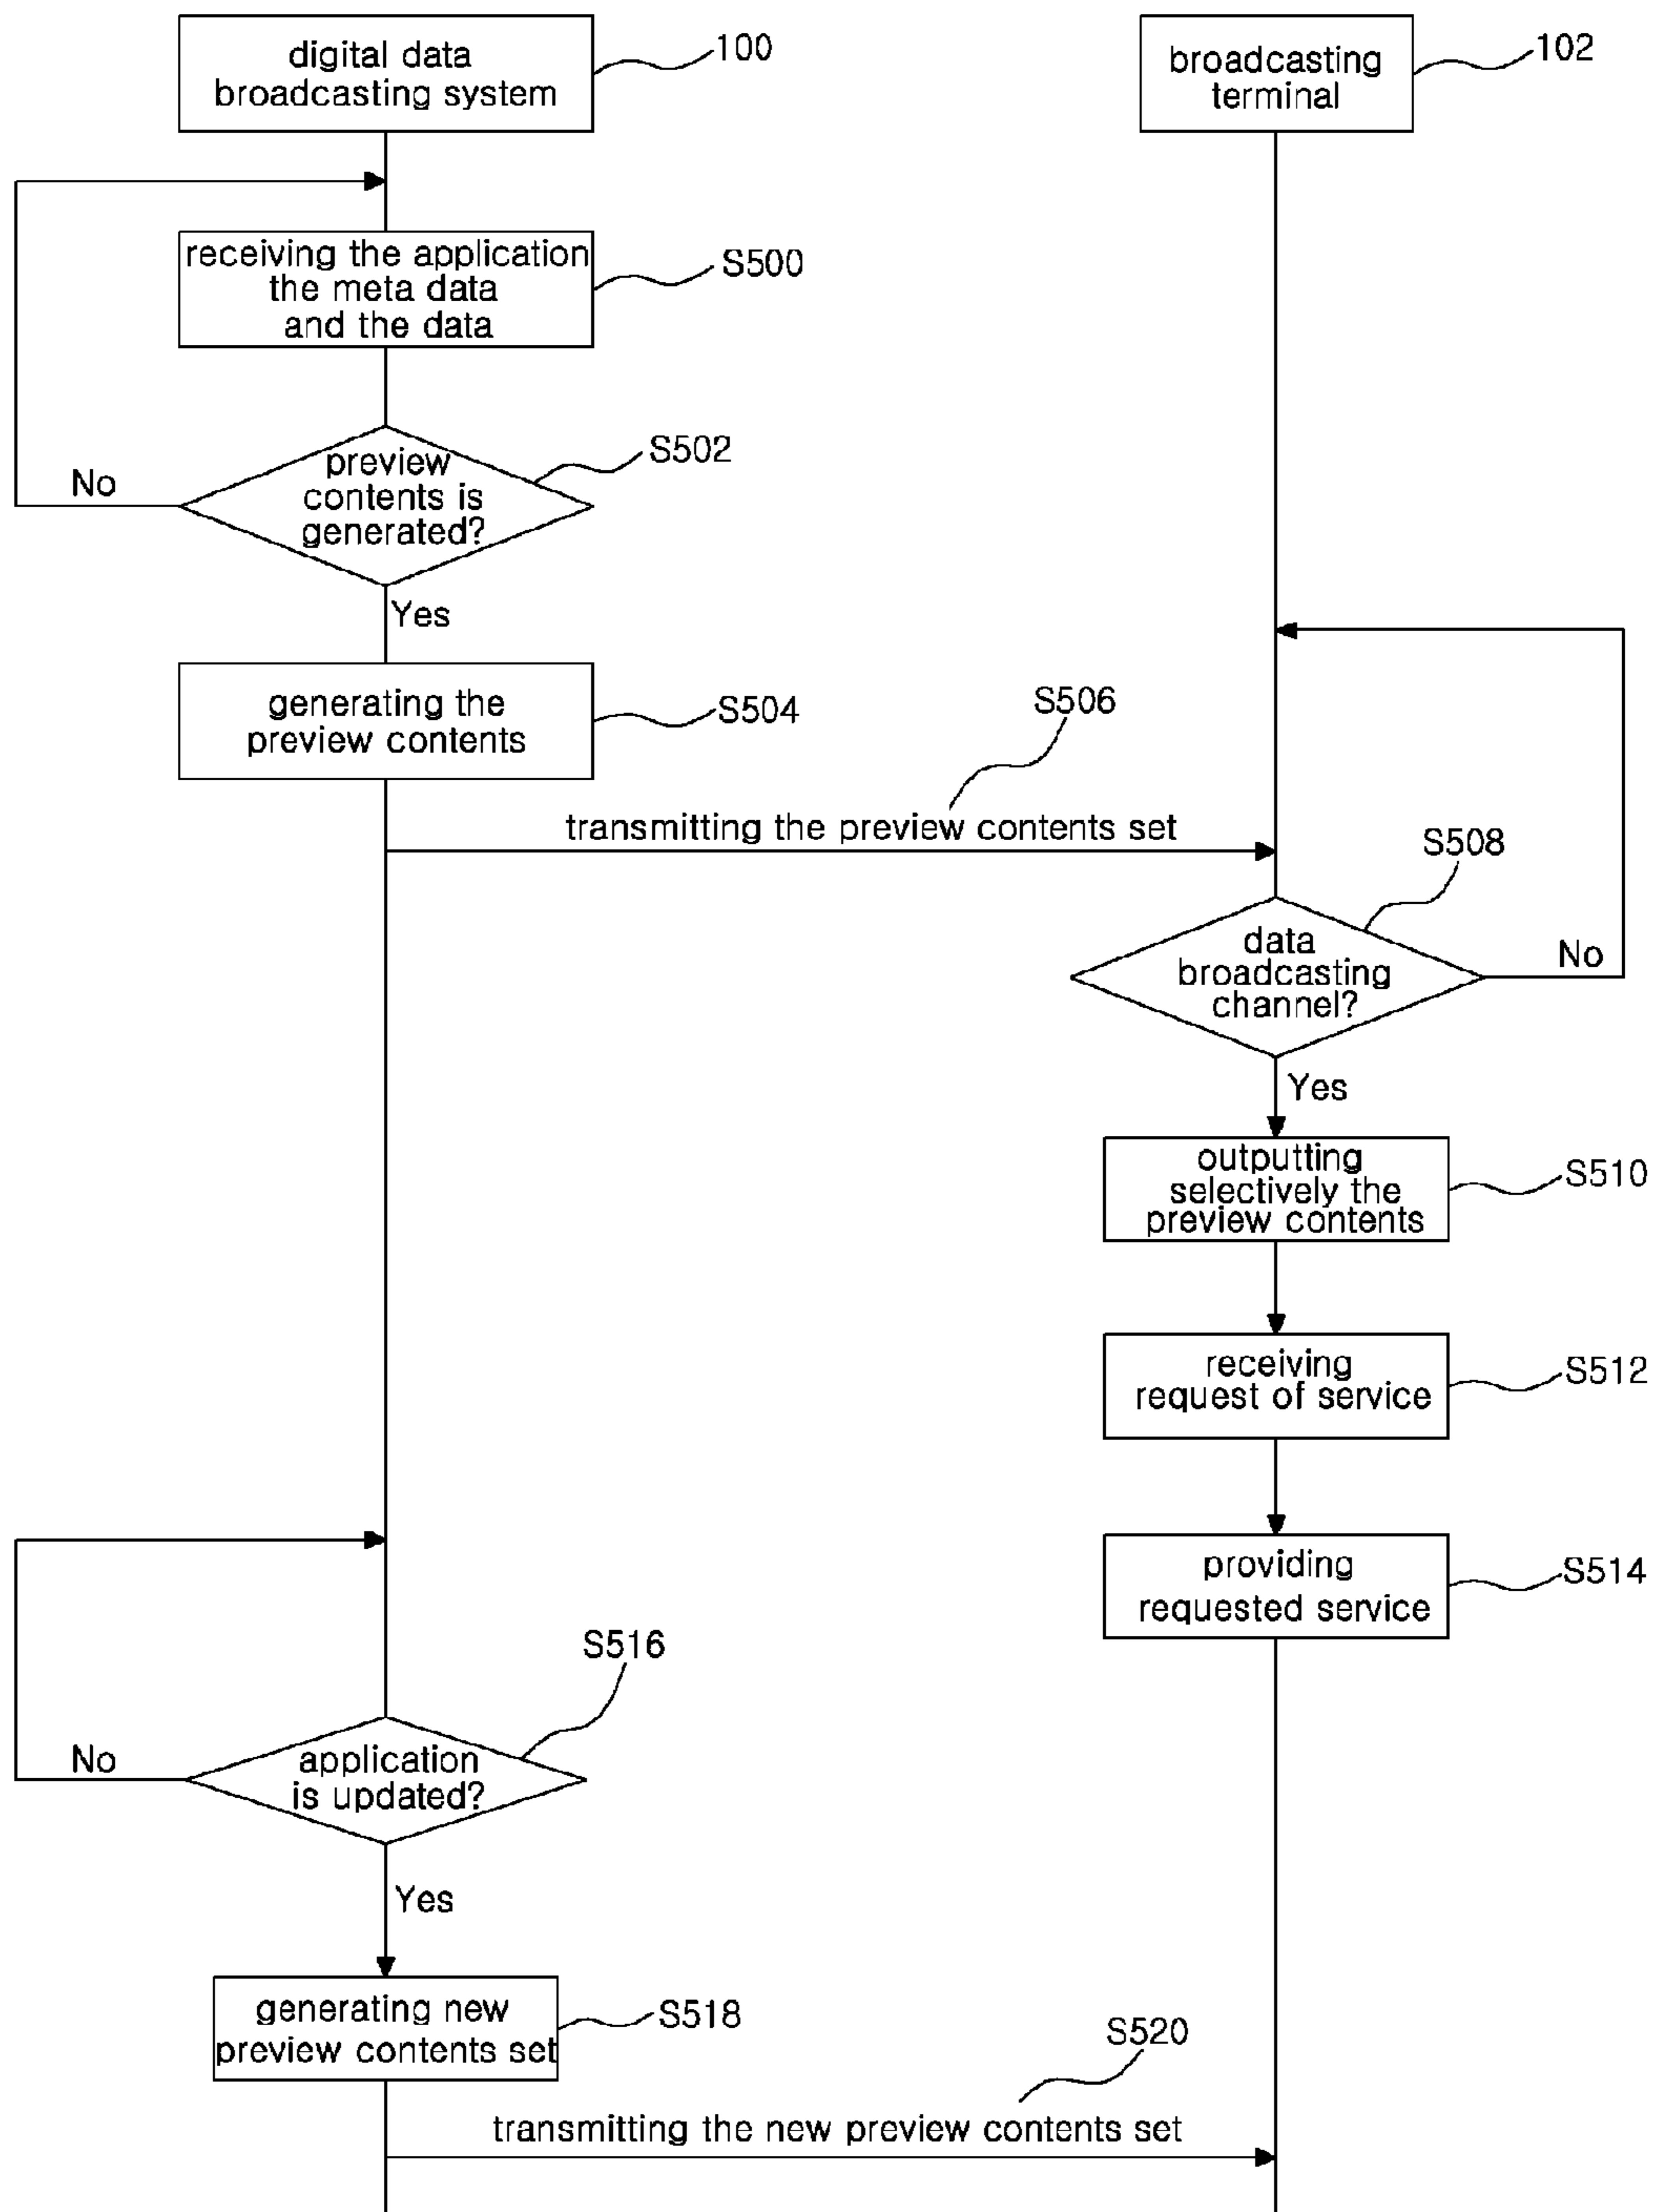 digital data
broadcasting system
100
broadcasting
terminal
102
receiving the application
the meta data
and the data
S500
preview
contents is
generated?
S502
No
Yes
generating the
preview contents
S504
S506
transmitting the preview contents set
S508
data
broadcasting
channel?
No
Yes
outputting
selectively the
preview contents
S510
receiving
request of service
S512
providing
requested service
S514
S516
application
is updated?
No
Yes
generating new
preview contents set
S518
S520
transmitting the new preview contents set